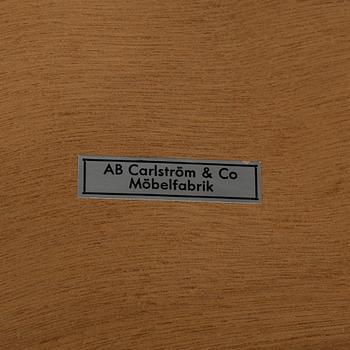 AB Carlström & Co
Möbelfabrik